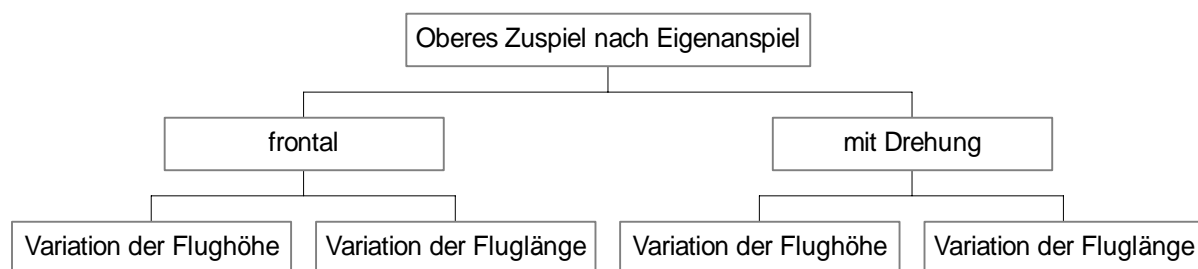 Oberes Zuspiel nach Eigenanspiel
frontal
mit Drehung
Variation der Flughöhe
Variation der Fluglänge
Variation der Flughöhe
Variation der Fluglänge